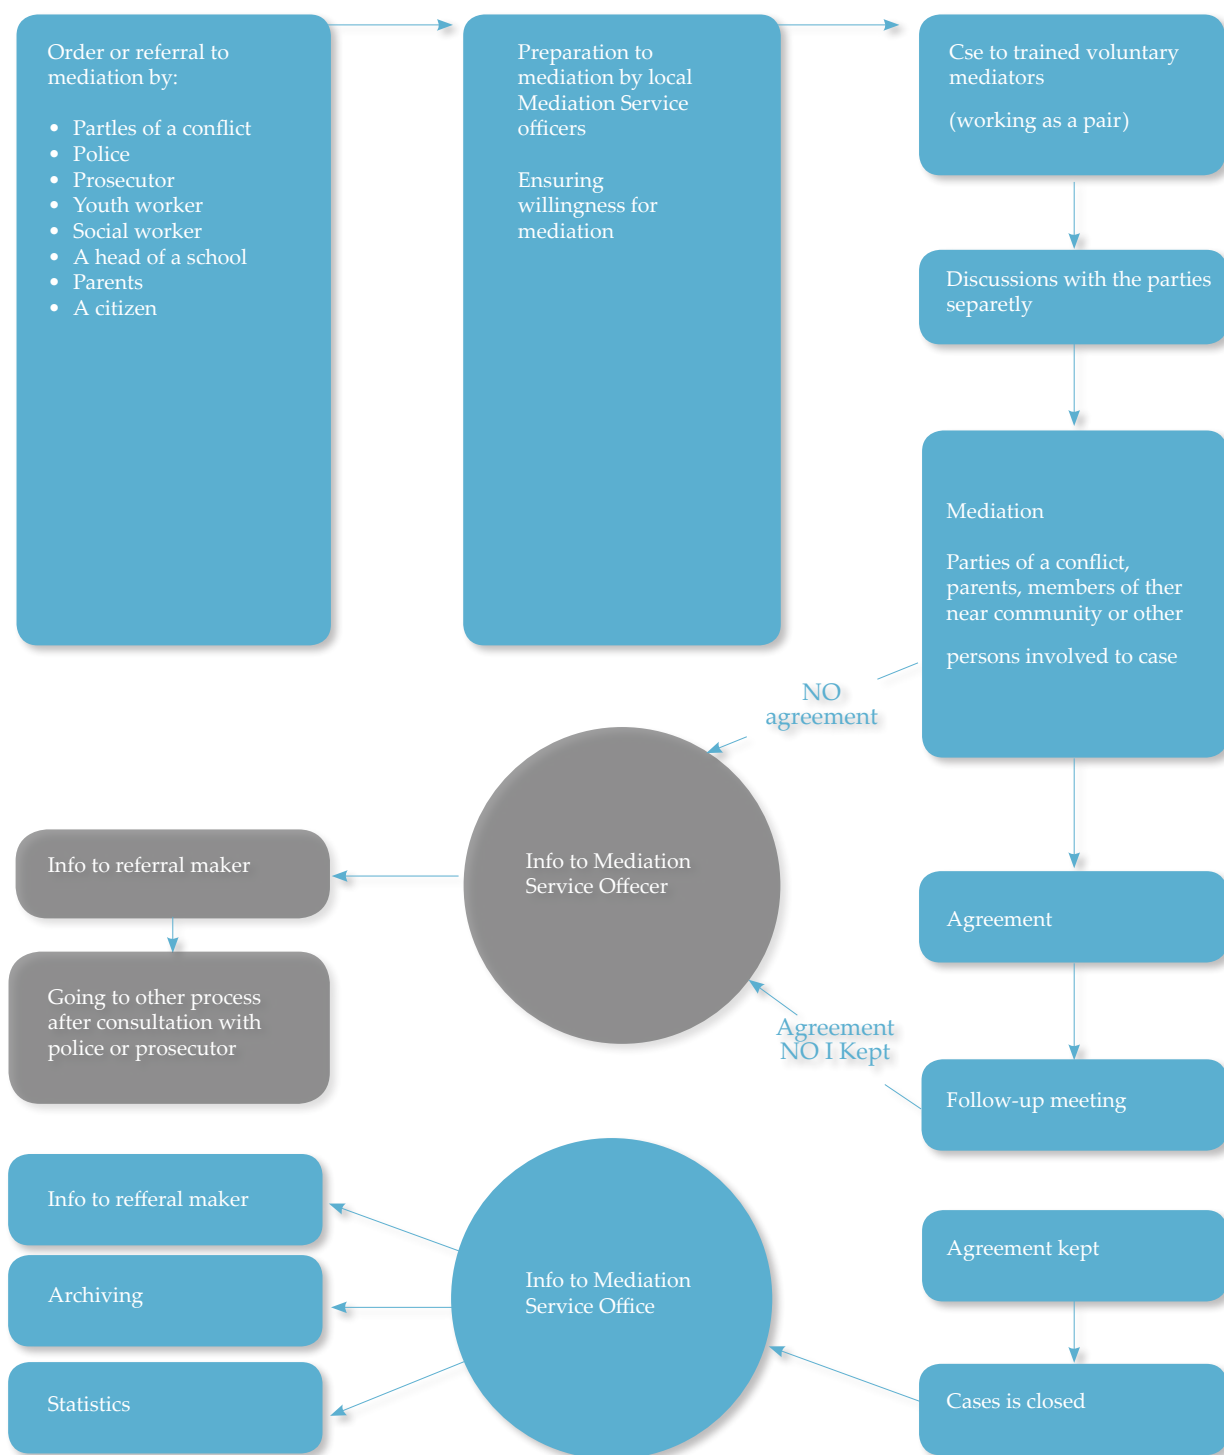 Order or referral to
mediation by:
• Partles of a conflict
• Police
• Prosecutor
• Youth worker
• Social worker
• A head of a school
• Parents
• A citizen
Preparation to
mediation by local
Mediation Service
officers
Ensuring
willingness for
mediation
Cse to trained voluntary
mediators
(working as a pair)
Discussions with the parties
separetly
Mediation
Parties of a conflict,
parents, members of ther
near community or other
persons involved to case
NO
agreement
Info to Mediation
Service Offecer
Info to referral maker
Going to other process
after consultation with
police or prosecutor
Agreement
Agreement
NO I Kept
Follow-up meeting
Agreement kept
Cases is closed
Info to Mediation
Service Office
Info to refferal maker
Archiving
Statistics